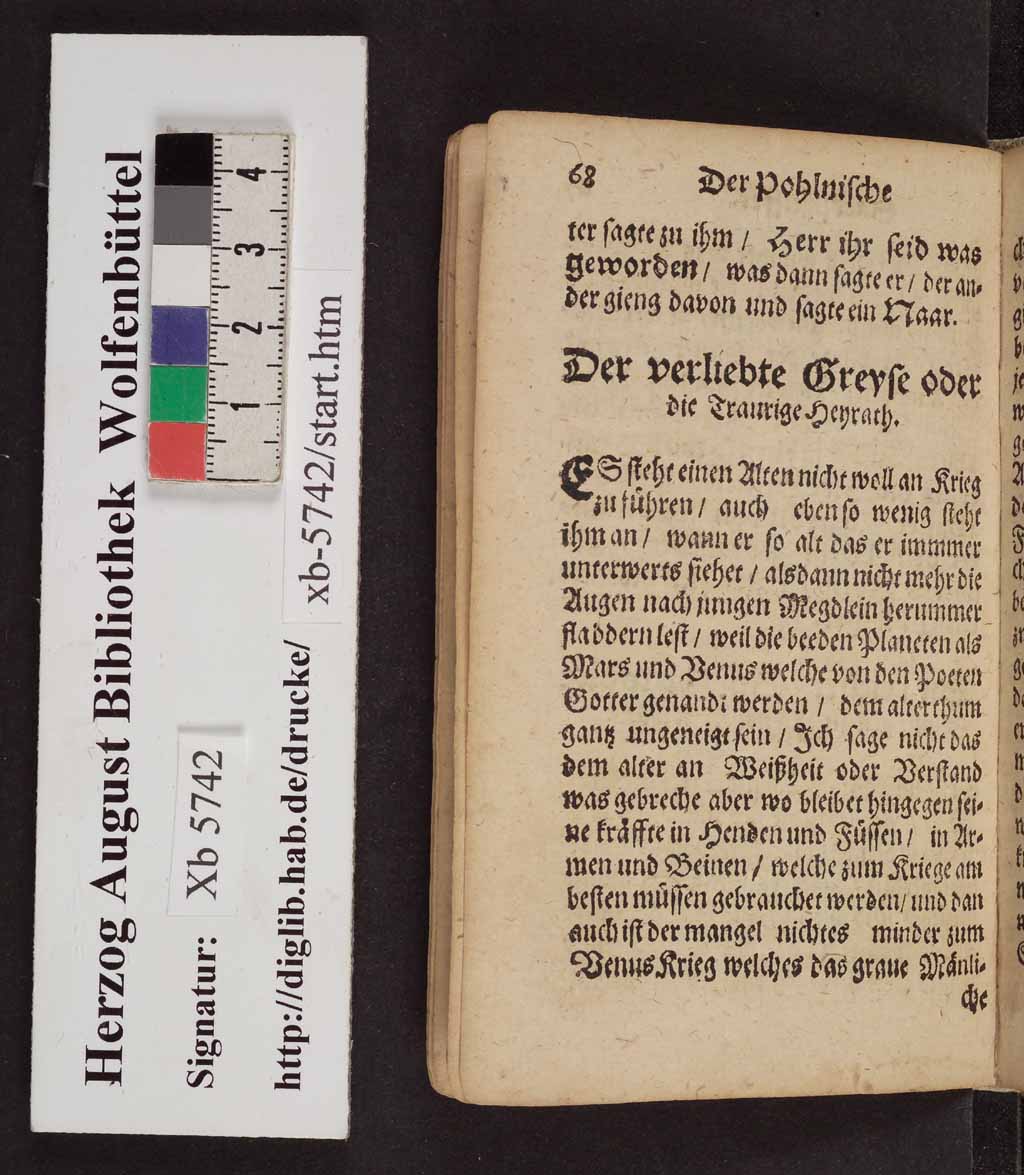 Herzog August Bibliothek Wolfenbüttel
Signatur: Xb 5742
http://diglib.hab.de/drucke/ xb-5742/start.htm
1 2 3 4
68 Der Pohlnische
ter sagte zu ihm / Herr ihr seid was
geworden / was dann sagte er / der an-
der gieng davon und sagte ein Naar.
Der verliebte Greyse oder
die Traurige Heyrath.
ES steht einen Alten nicht woll an Krieg
zu führen / auch eben so wenig steht
ihm an / wann er so alt das er immmer
unterwerts siehet / alsdann nicht mehr die
Augen nach jungen Megdlein herummer
fladdern lest / weil die beeden Planeten als
Mars und Venus welche von den Poeten
Gotter genandt werden / dem alterthum
gantz ungeneigt sein / Ich sage nicht das
dem alter an Weißheit oder Verstand
was gebreche aber wo bleibet hingegen sei-
ne kräffte in Henden und Füssen / in Ar-
men und Beinen / welche zum Kriege am
besten müssen gebrauchet werden / und dan
auch ist der mangel nichtes minder zum
Venus Krieg welches das graue Mänli-
che